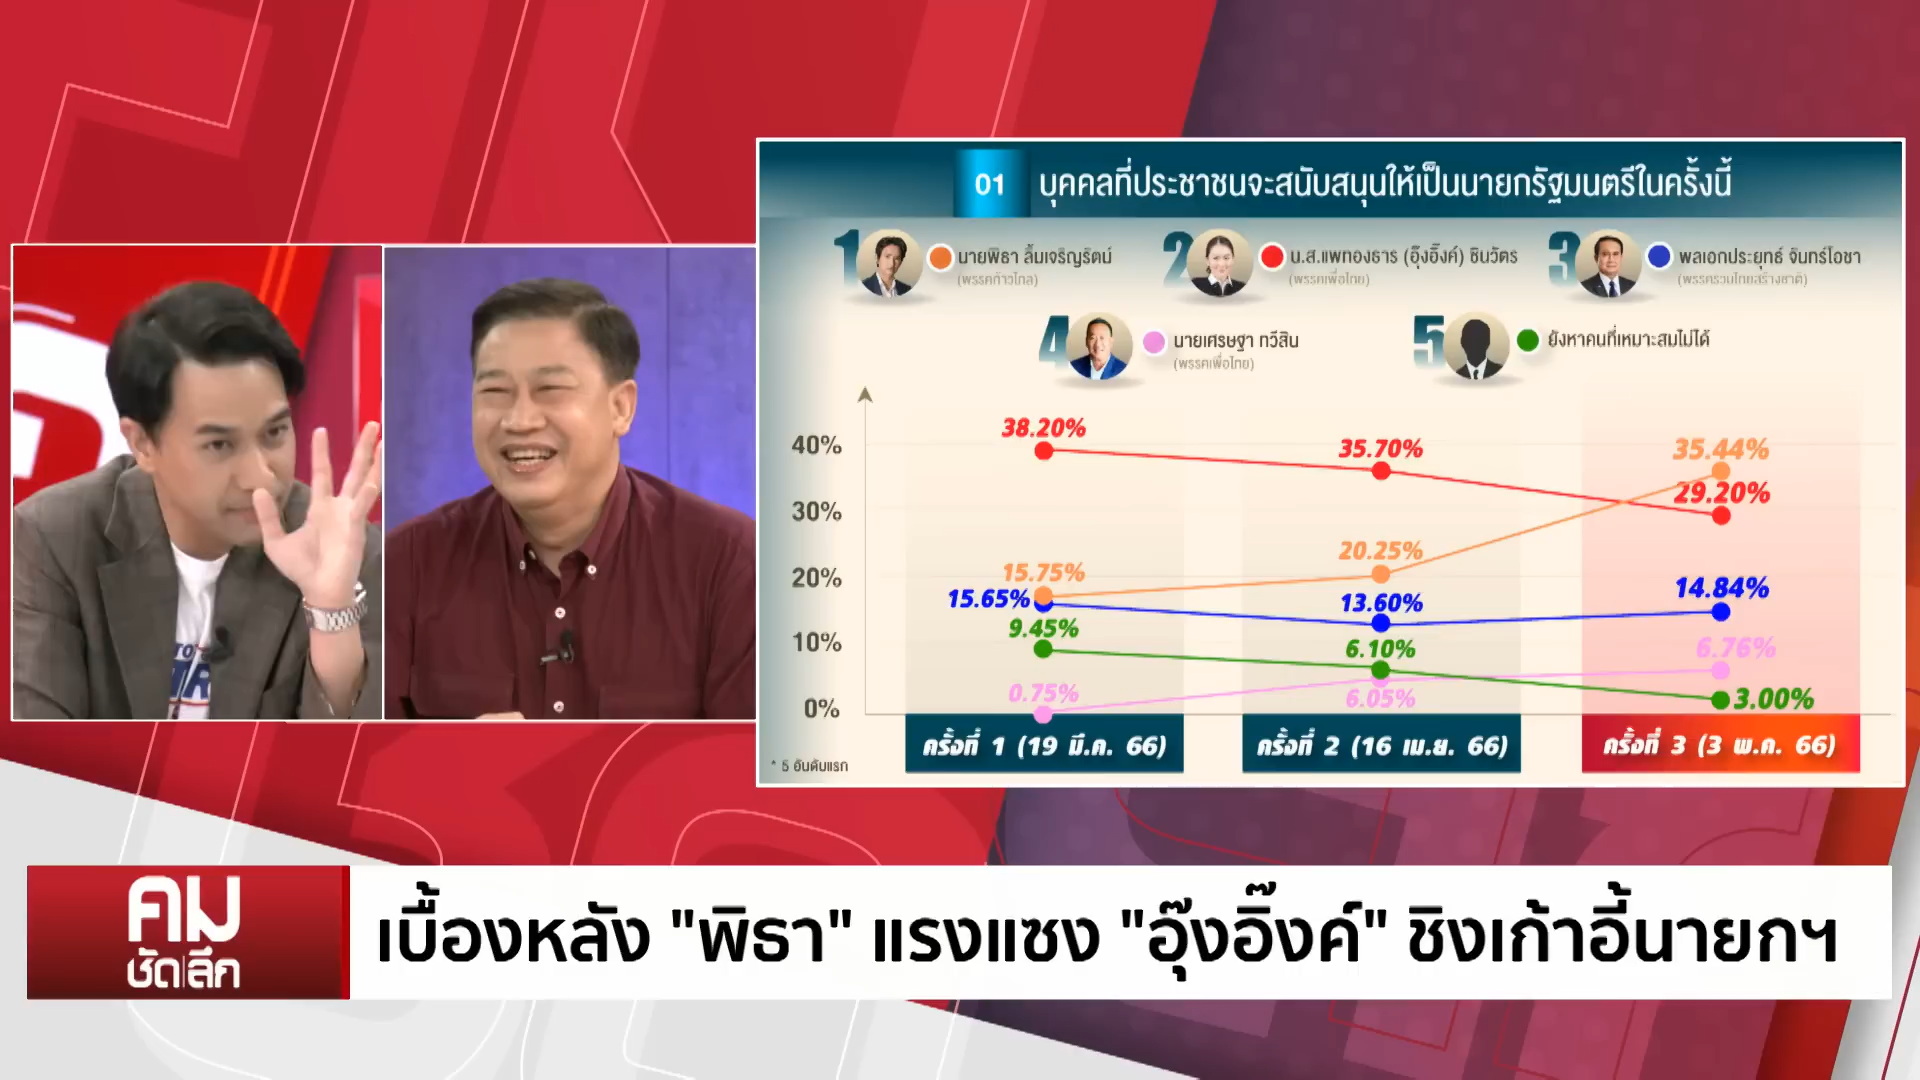 01 บุคคลที่ประชาชนจะสนับสนุนให้เป็นนายกรัฐมนตรีในครั้งนี้
1 นายพิธา ลิ้มเจริญรัตน์
(พรรคก้าวไกล)
2 น.ส.แพทองธาร (อุ๊งอิ๊งค์) ชินวัตร
(พรรคเพื่อไทย)
3 พลเอกประยุทธ์ จันทร์โอชา
(พรรครวมไทยสร้างชาติ)
4 นายเศรษฐา ทวีสิน
(พรรคเพื่อไทย)
5 ยังหาคนที่เหมาะสมไม่ได้
40%
30%
20%
10%
0%
38.20%
35.70%
35.44%
29.20%
15.75%
20.25%
15.65%
13.60%
14.84%
9.45%
6.10%
6.76%
0.75%
6.05%
3.00%
ครั้งที่ 1 (19 มี.ค. 66)
ครั้งที่ 2 (16 เม.ย. 66)
ครั้งที่ 3 (3 พ.ค. 66)
* 5 อันดับแรก
คม
ชัด|ลึก
เบื้องหลัง "พิธา" แรงแซง "อุ๊งอิ๊งค์" ชิงเก้าอี้นายกฯ